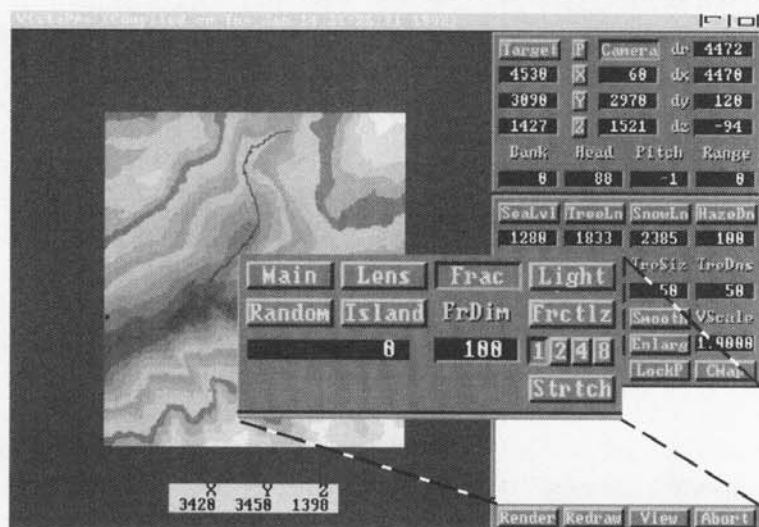 Target P Camera dr 4472
4530 X 60 dx 4470
3090 Y 2970 dy 120
1427 Z 1521 dz -94
Bank Head Pitch Range
0 88 -1 0
SeaLvl TreeLn SnowLn HazeDn
1280 1833 2385 100
TreSiz TreDns
50 50
Smooth VScale
Enlarg 1.0000
LockP CMap
Main Lens Frac Light
Random Island FrDim Frctlz
0 100 1 2 4 8
Strtch
X Y Z
3420 3450 1390
Render Redraw View Abort